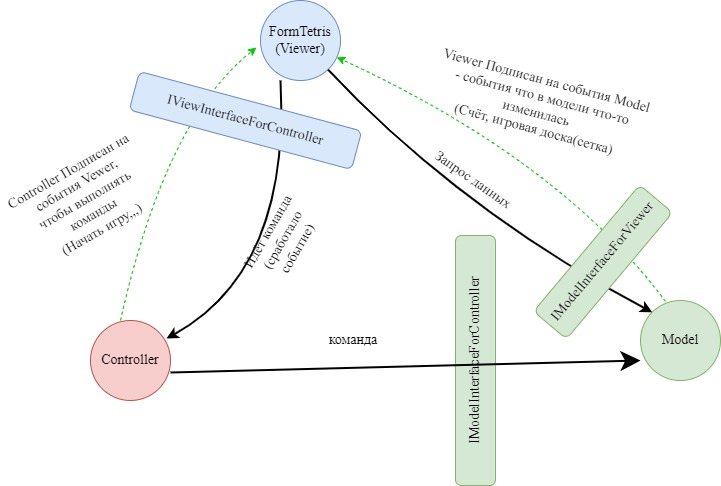 FormTetris
(Viewer)
IViewInterfaceForController
Viewer Подписан на события Model
- события что в модели что-то
изменилась
(Счёт, игровая доска(сетка)
Controller Подписан на
события Vewer,
чтобы выполнять
команды
(Начать игру,,,)
Запрос данных
Идет команда
(сработало
событие)
IModelInterfaceForViewer
IModelInterfaceForController
команда
Controller
Model